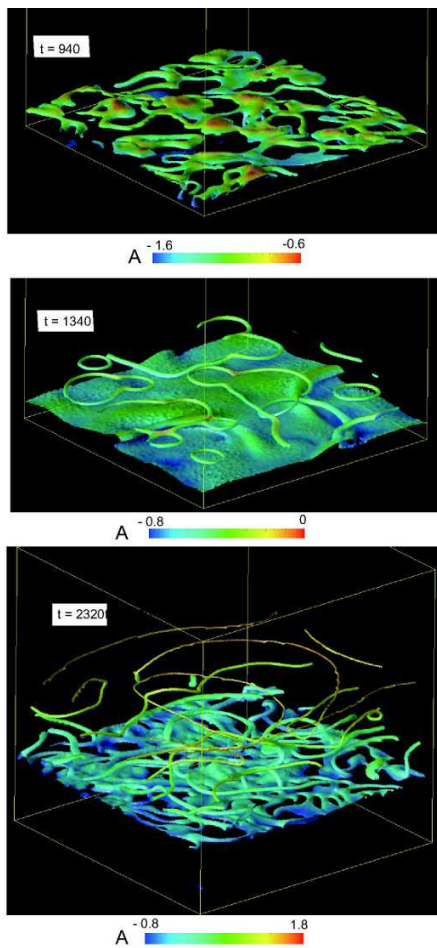 t = 940
A - 1.6 -0.6
t = 1340
A - 0.8 0
t = 2320
A - 0.8 1.8